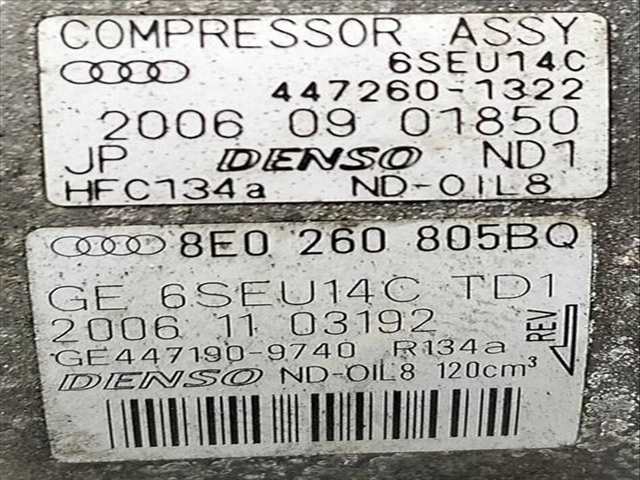 COMPRESSOR ASSY
6SEU14C
447260-1322
2006 09 01850
JP DENSO ND1
HFC134a ND-OIL8
8E0 260 805BQ
GE 6SEU14C TD1
2006 11 03192
GE447190-9740 R134a
REV
DENSO ND-OIL8 120cm³